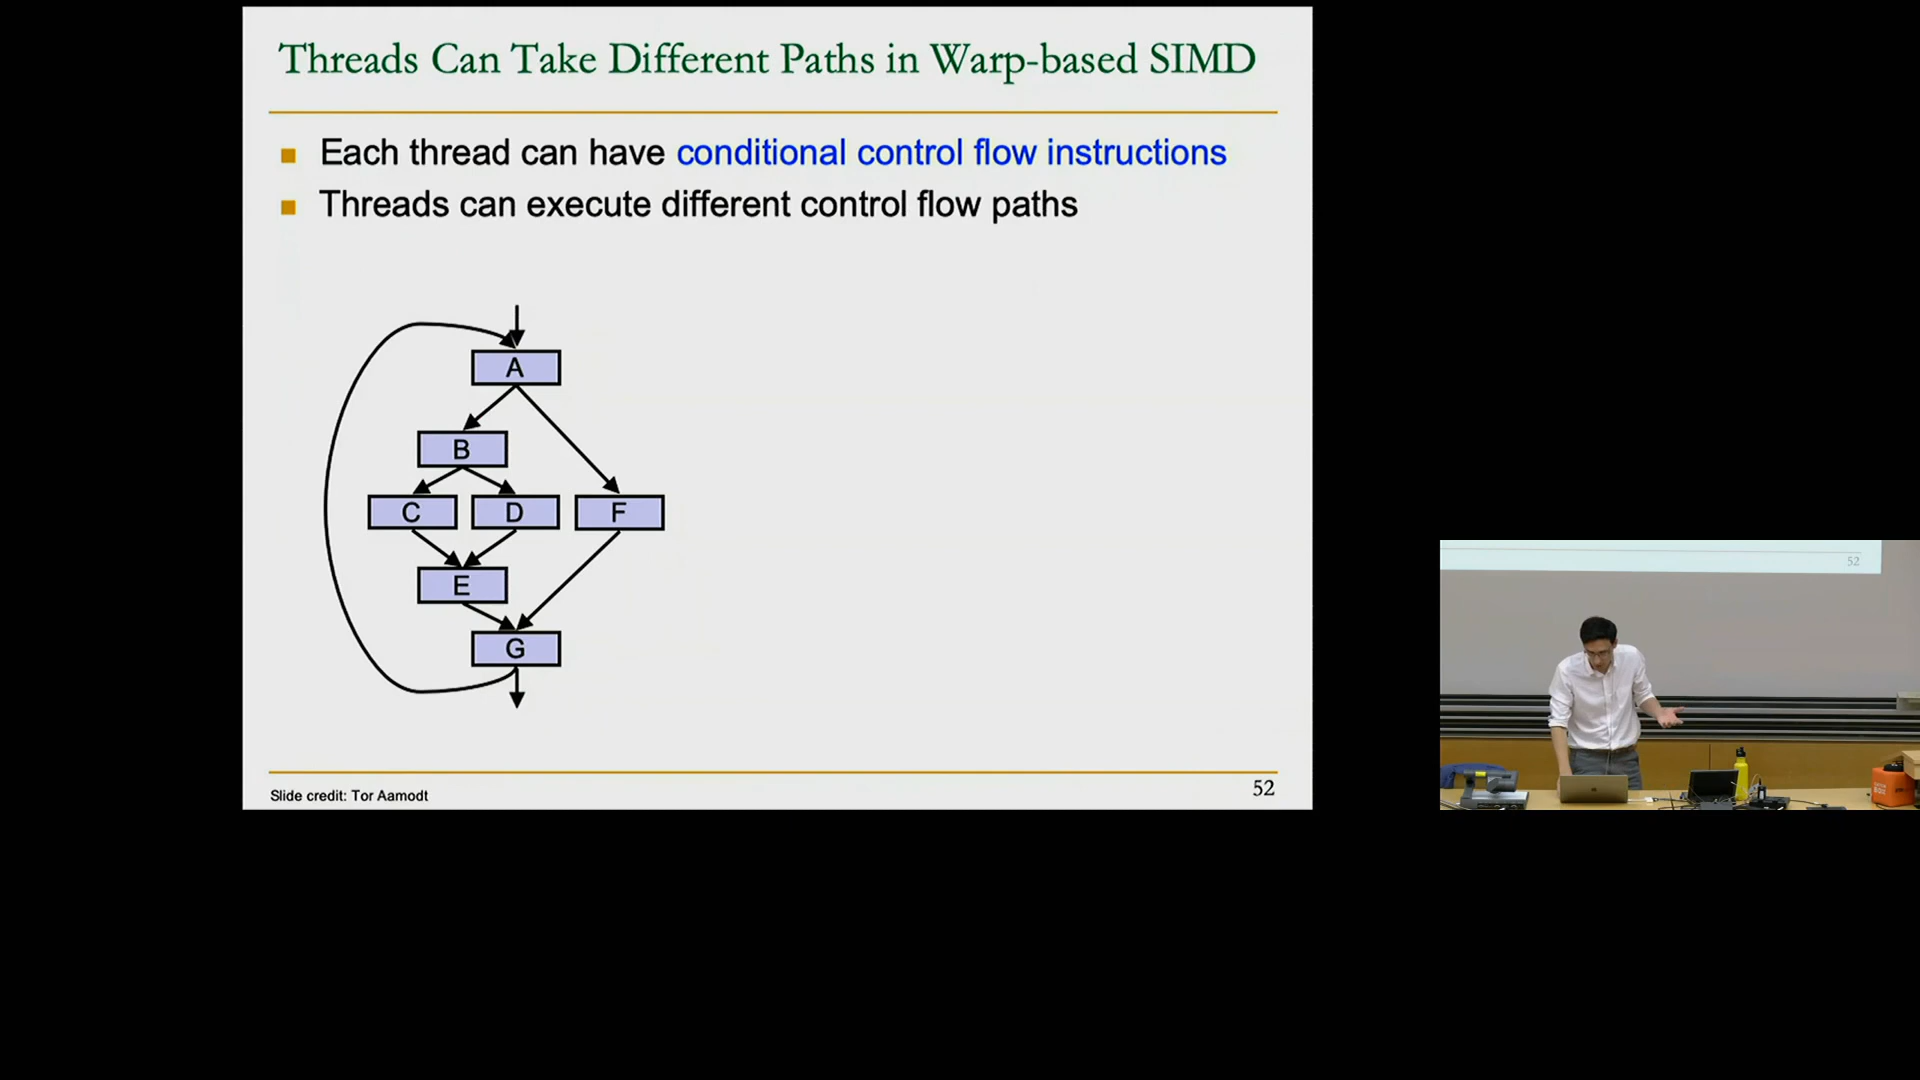 Threads Can Take Different Paths in Warp-based SIMD
Each thread can have conditional control flow instructions
Threads can execute different control flow paths
A
B
C D F
E
G
Slide credit: Tor Aamodt
52
52